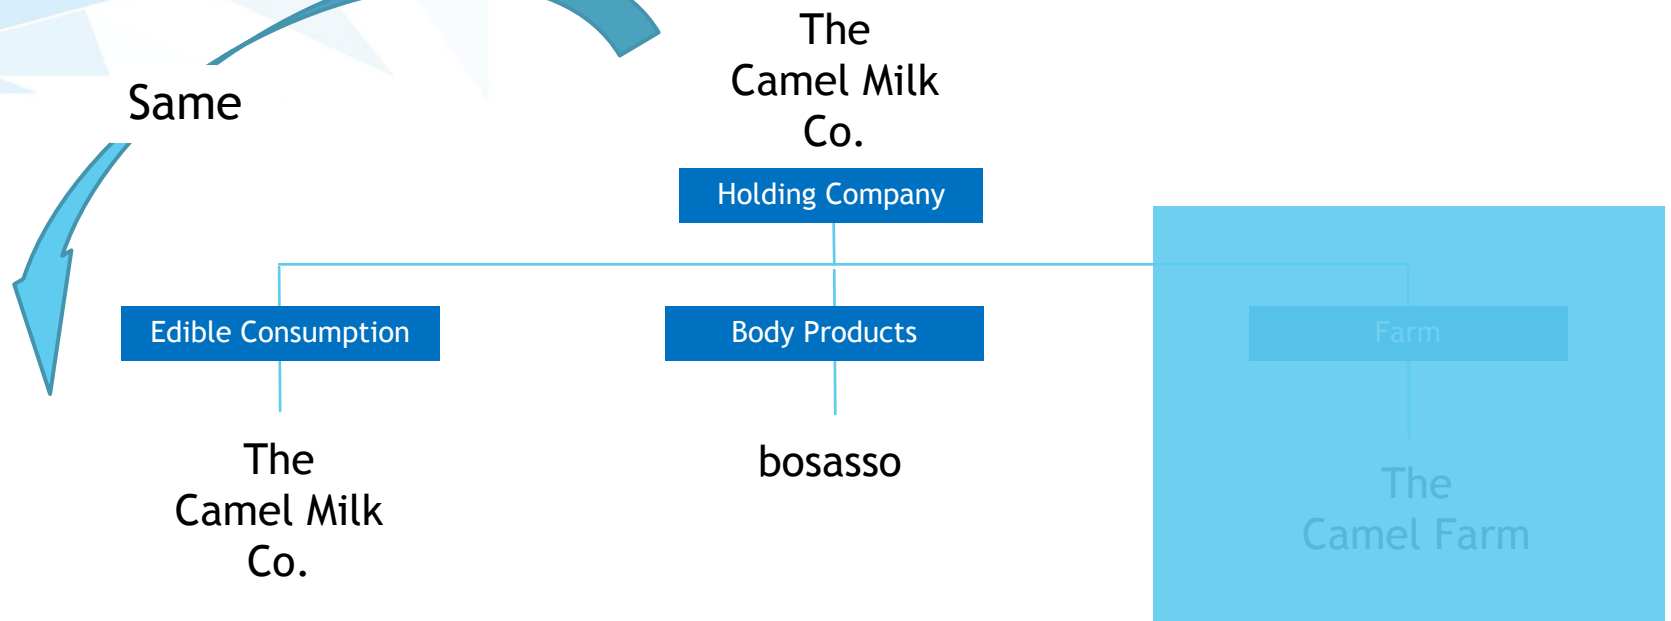 The
Camel Milk
Co.
Same
Holding Company
Edible Consumption
Body Products
Farm
The
Camel Milk
Co.
bosasso
The
Camel Farm